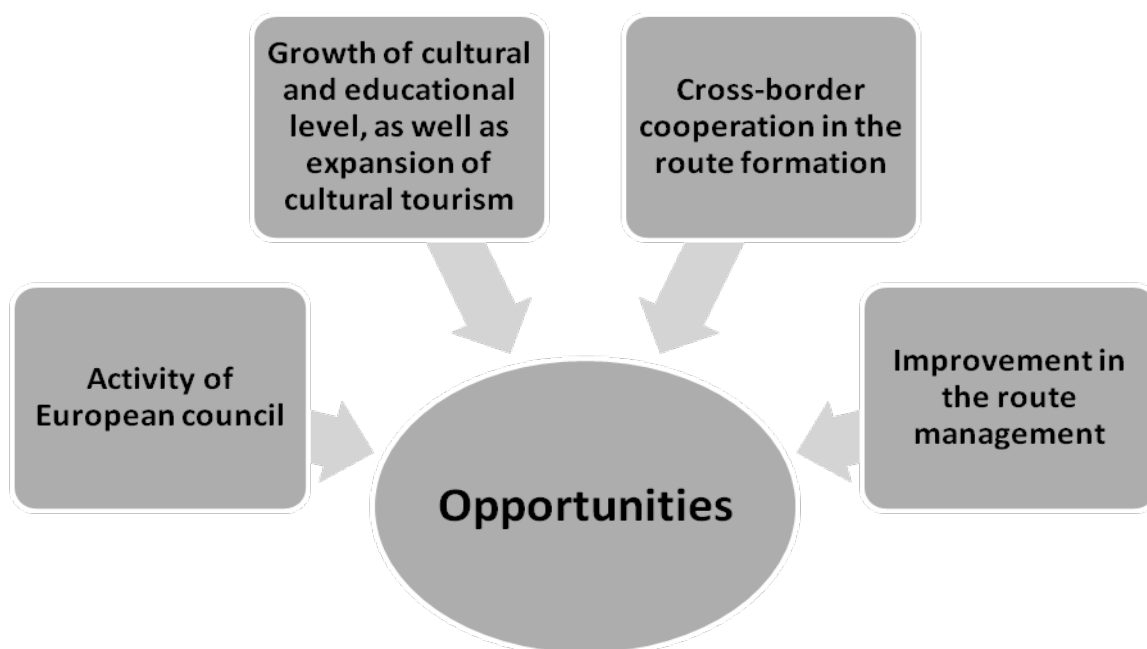 Growth of cultural
and educational
level, as well as
expansion of
cultural tourism
Cross-border
cooperation in the
route formation
Activity of
European council
Improvement in
the route
management
Opportunities